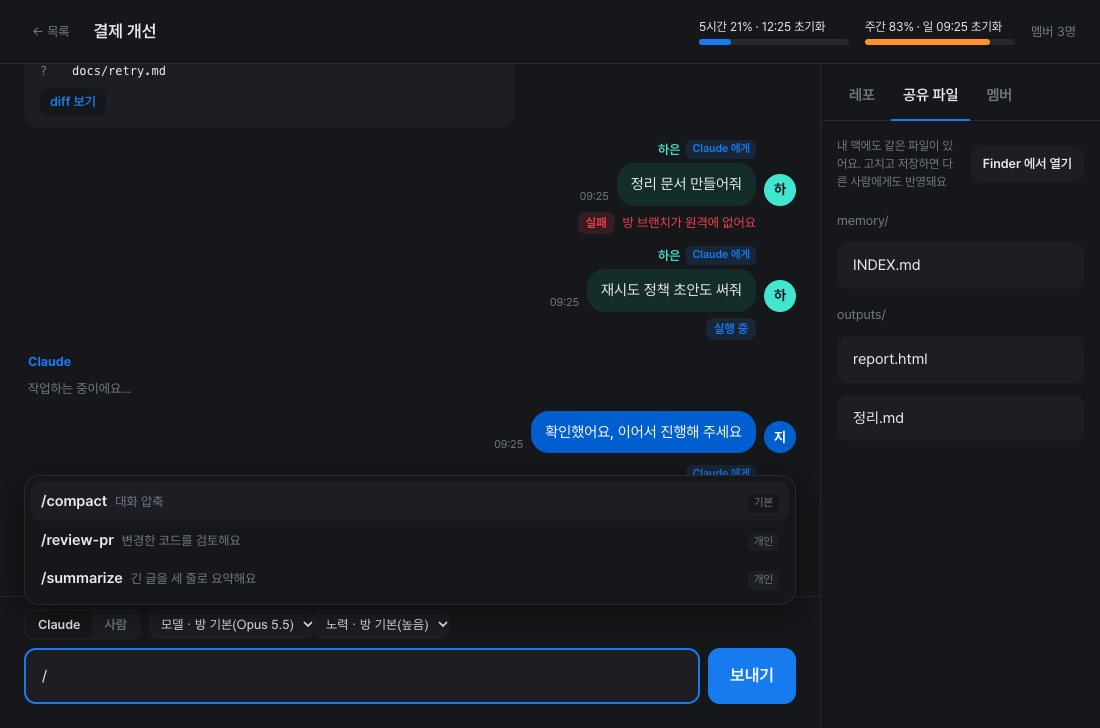 ← 목록
결제 개선
5시간 21% · 12:25 초기화
주간 83% · 일 09:25 초기화
멤버 3명
? docs/retry.md
diff 보기
하은 Claude 에게
정리 문서 만들어줘
09:25
하
실패 방 브랜치가 원격에 없어요
하은 Claude 에게
재시도 정책 초안도 써줘
09:25
하
실행 중
Claude
작업하는 중이에요...
확인했어요, 이어서 진행해 주세요
09:25
지
Claude 에게
/compact 대화 압축 기본
/review-pr 변경한 코드를 검토해요 개인
/summarize 긴 글을 세 줄로 요약해요 개인
Claude 사람 모델 · 방 기본(Opus 5.5) 노력 · 방 기본(높음)
/
보내기
레포 공유 파일 멤버
내 맥에도 같은 파일이 있
어요. 고치고 저장하면 다
른 사람에게도 반영돼요
Finder 에서 열기
memory/
INDEX.md
outputs/
report.html
정리.md